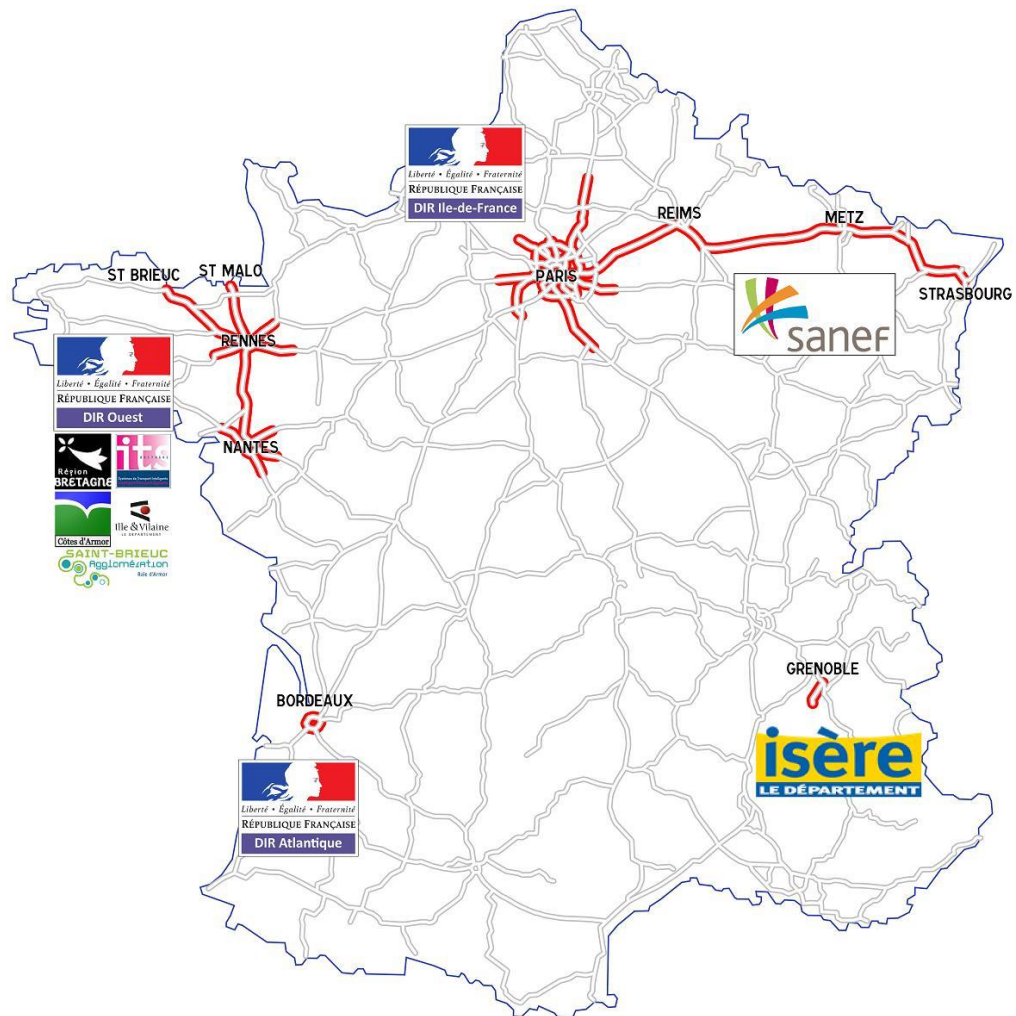 Liberté • Égalité • Fraternité
RÉPUBLIQUE FRANÇAISE
DIR Ile-de-France
REIMS
METZ
ST BRIEUC
ST MALO
PARIS
STRASBOURG
sanef
RENNES
Liberté • Égalité • Fraternité
RÉPUBLIQUE FRANÇAISE
DIR Ouest
NANTES
Région
BRETAGNE
its
BRETAGNE
Côtes d'Armor
Ille & Vilaine
LE DÉPARTEMENT
SAINT-BRIEUC
Agglomération
GRENOBLE
BORDEAUX
isère
LE DÉPARTEMENT
Liberté • Égalité • Fraternité
RÉPUBLIQUE FRANÇAISE
DIR Atlantique